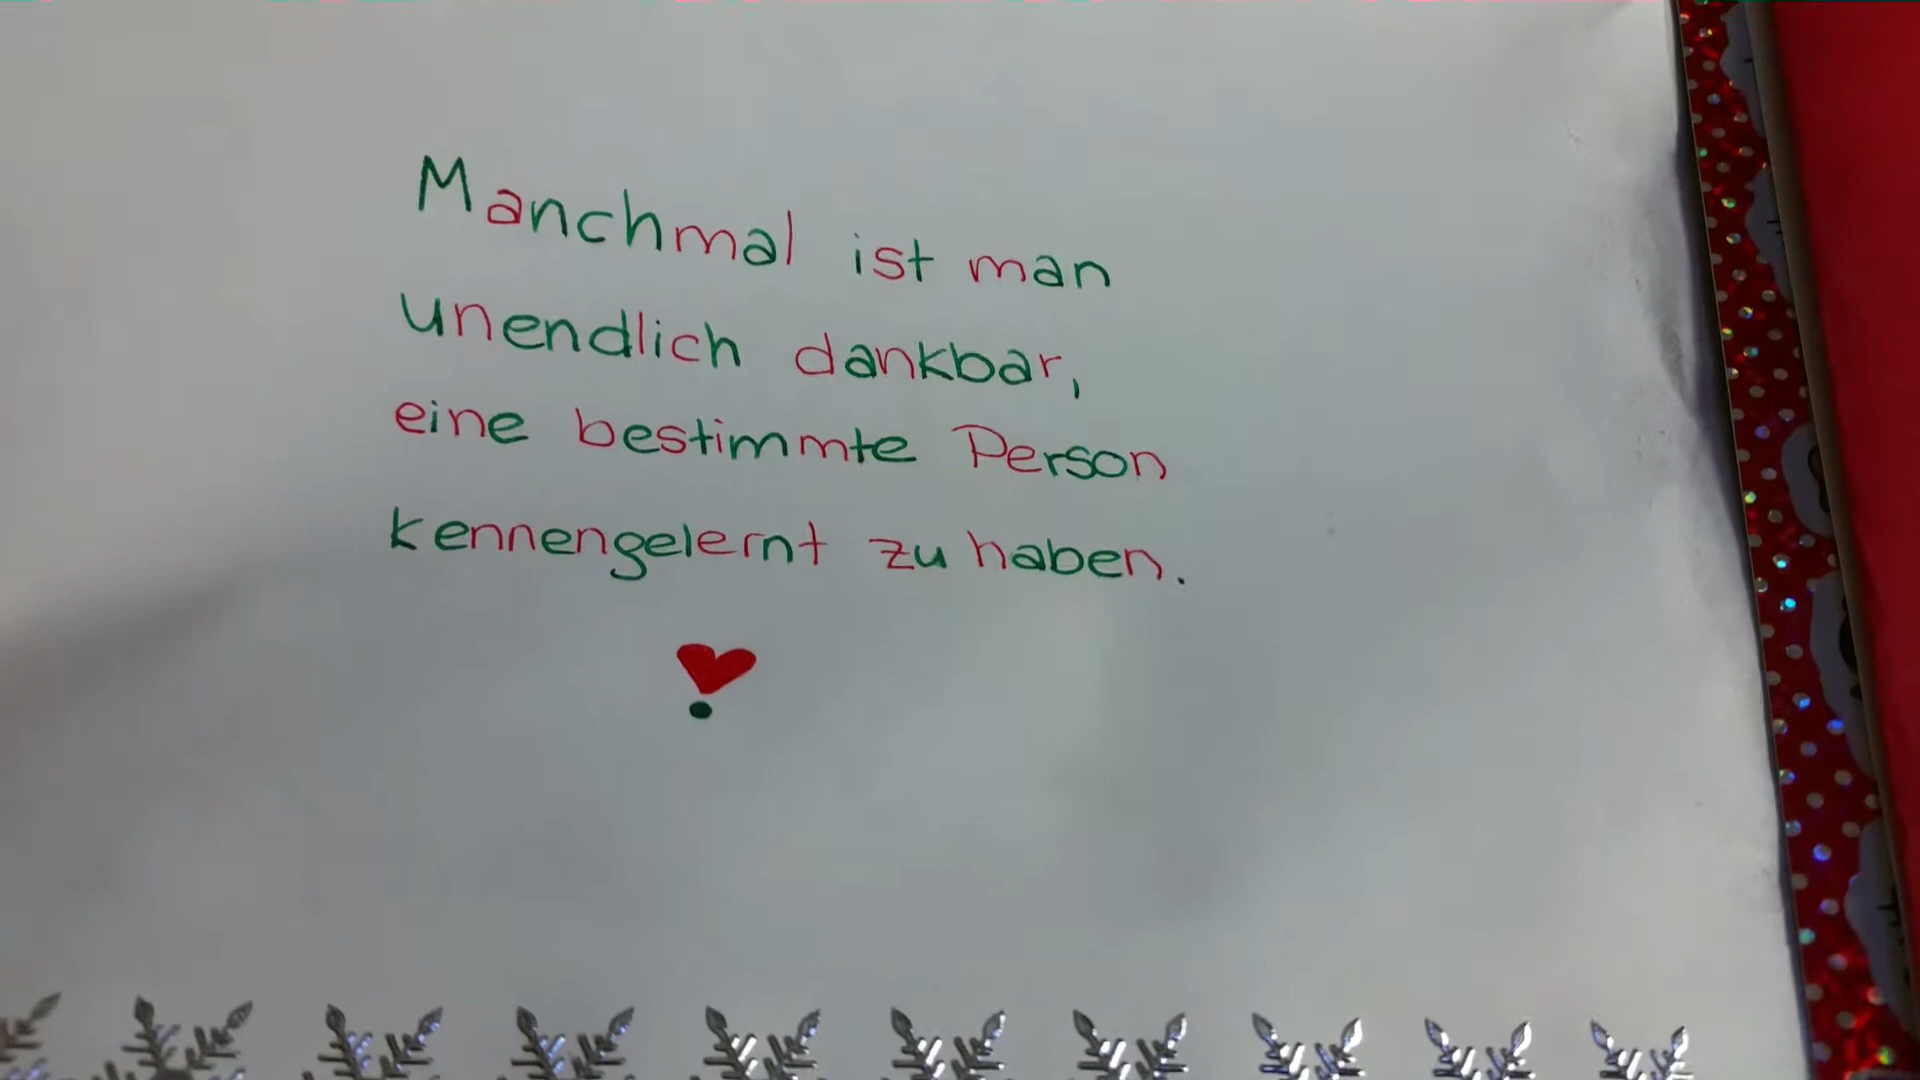 Manchmal ist man
unendlich dankbar,
eine bestimmte Person
kennengelernt zu haben.